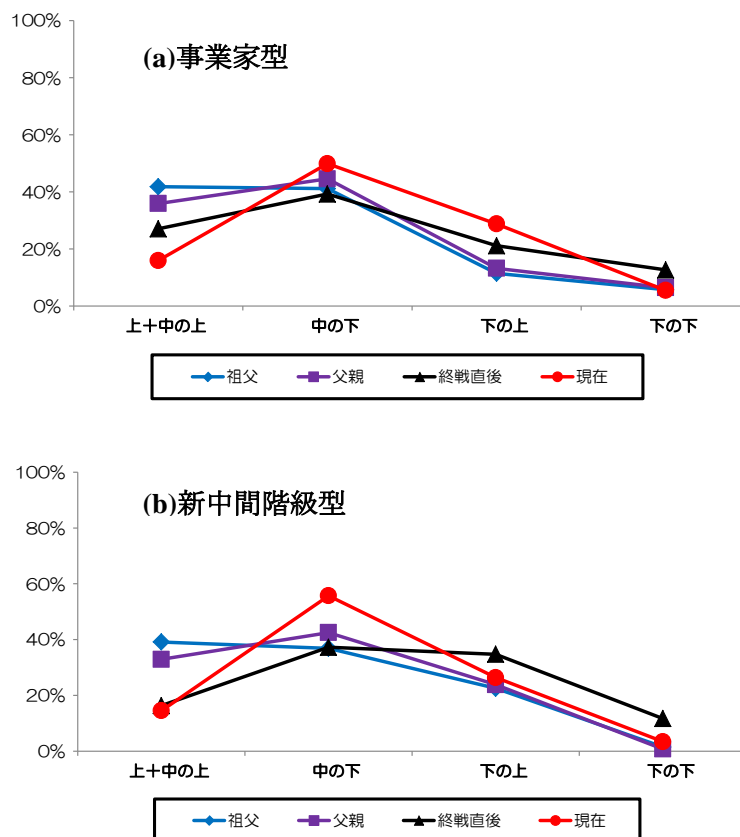 (a)事業家型
100%
80%
60%
40%
20%
0%
上+中の上 中の下 下の上 下の下
祖父 父親 終戦直後 現在
(b)新中間階級型
100%
80%
60%
40%
20%
0%
上+中の上 中の下 下の上 下の下
祖父 父親 終戦直後 現在